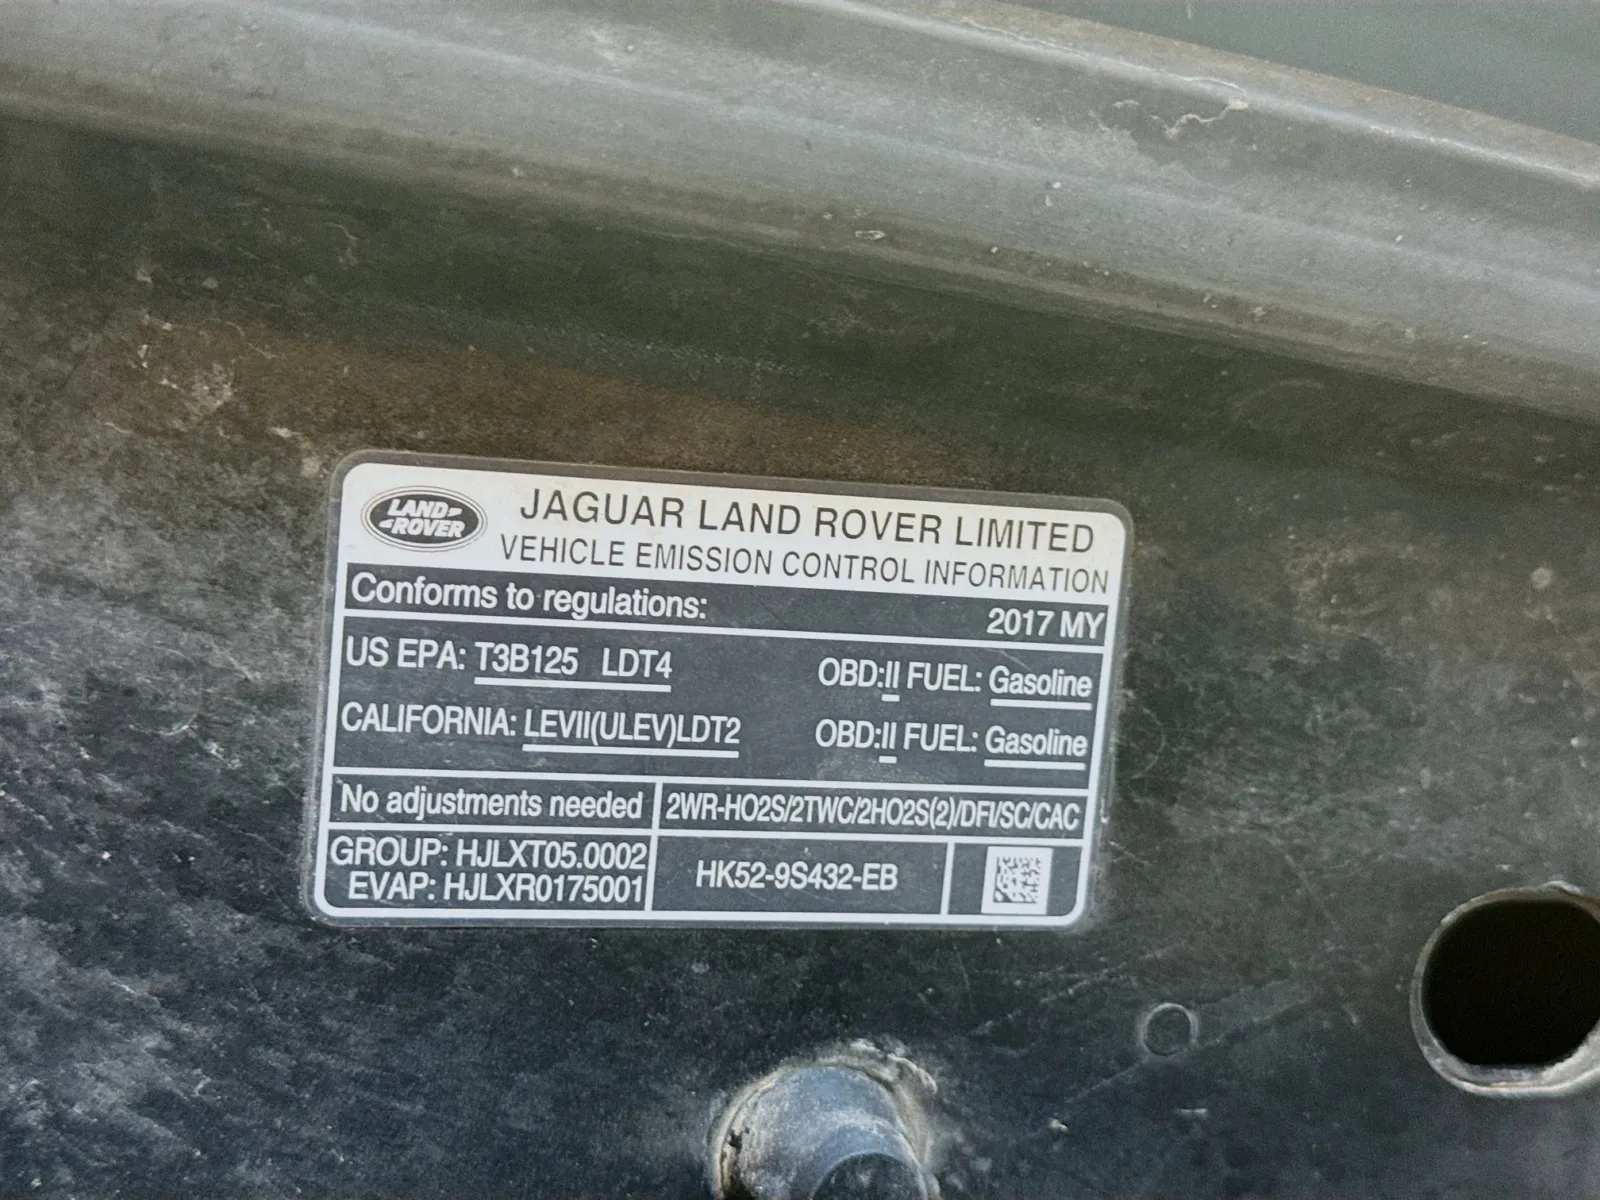 LAND
ROVER
JAGUAR LAND ROVER LIMITED
VEHICLE EMISSION CONTROL INFORMATION
Conforms to regulations: 2017 MY
US EPA: T3B125 LDT4 OBD:II FUEL: Gasoline
CALIFORNIA: LEVII(ULEV)LDT2 OBD:II FUEL: Gasoline
No adjustments needed 2WR-HO2S/2TWC/2HO2S(2)/DFI/SC/CAC
GROUP: HJLXT05.0002
EVAP: HJLXR0175001
HK52-9S432-EB